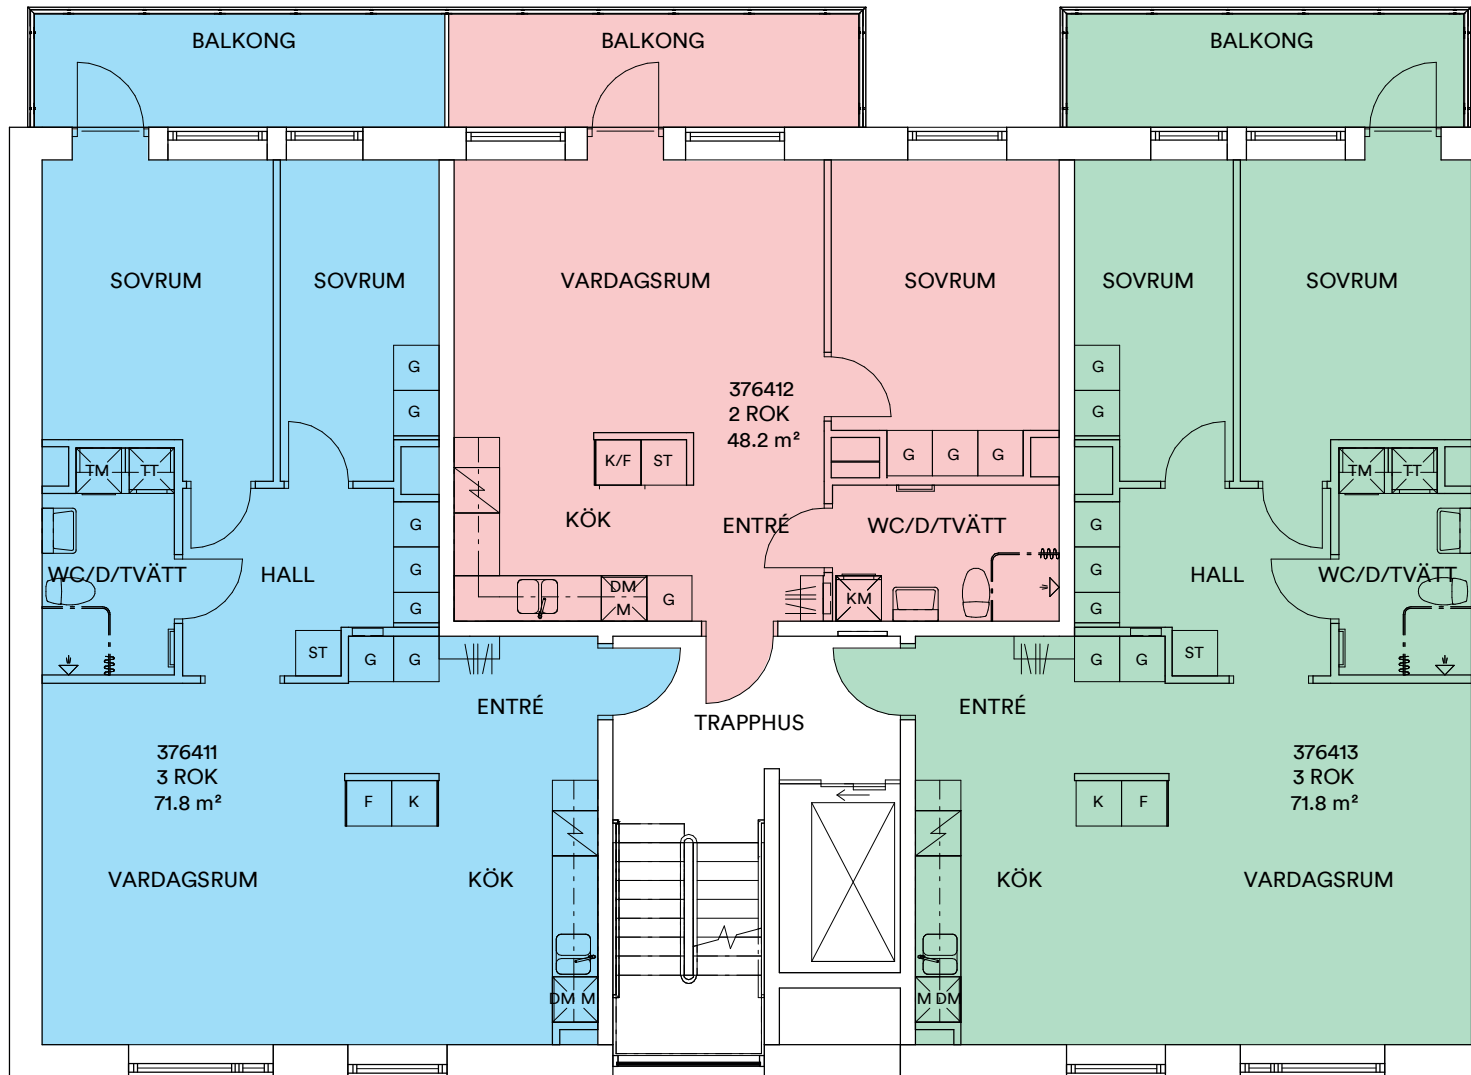 BALKONG
BALKONG
BALKONG
SOVRUM
SOVRUM
VARDAGSRUM
SOVRUM
SOVRUM
SOVRUM
G
G
G
G
376412
2 ROK
48.2 m²
K/F
ST
G
G
G
TM
TT
TM
TT
G
G
G
G
G
G
KÖK
ENTRÉ
WC/D/TVÄTT
WC/D/TVÄTT
HALL
HALL
WC/D/TVÄTT
DM
M
G
KM
ST
G
G
G
G
ST
ENTRÉ
TRAPPHUS
ENTRÉ
376411
3 ROK
71.8 m²
376413
3 ROK
71.8 m²
F
K
K
F
VARDAGSRUM
KÖK
KÖK
VARDAGSRUM
DM M
M DM